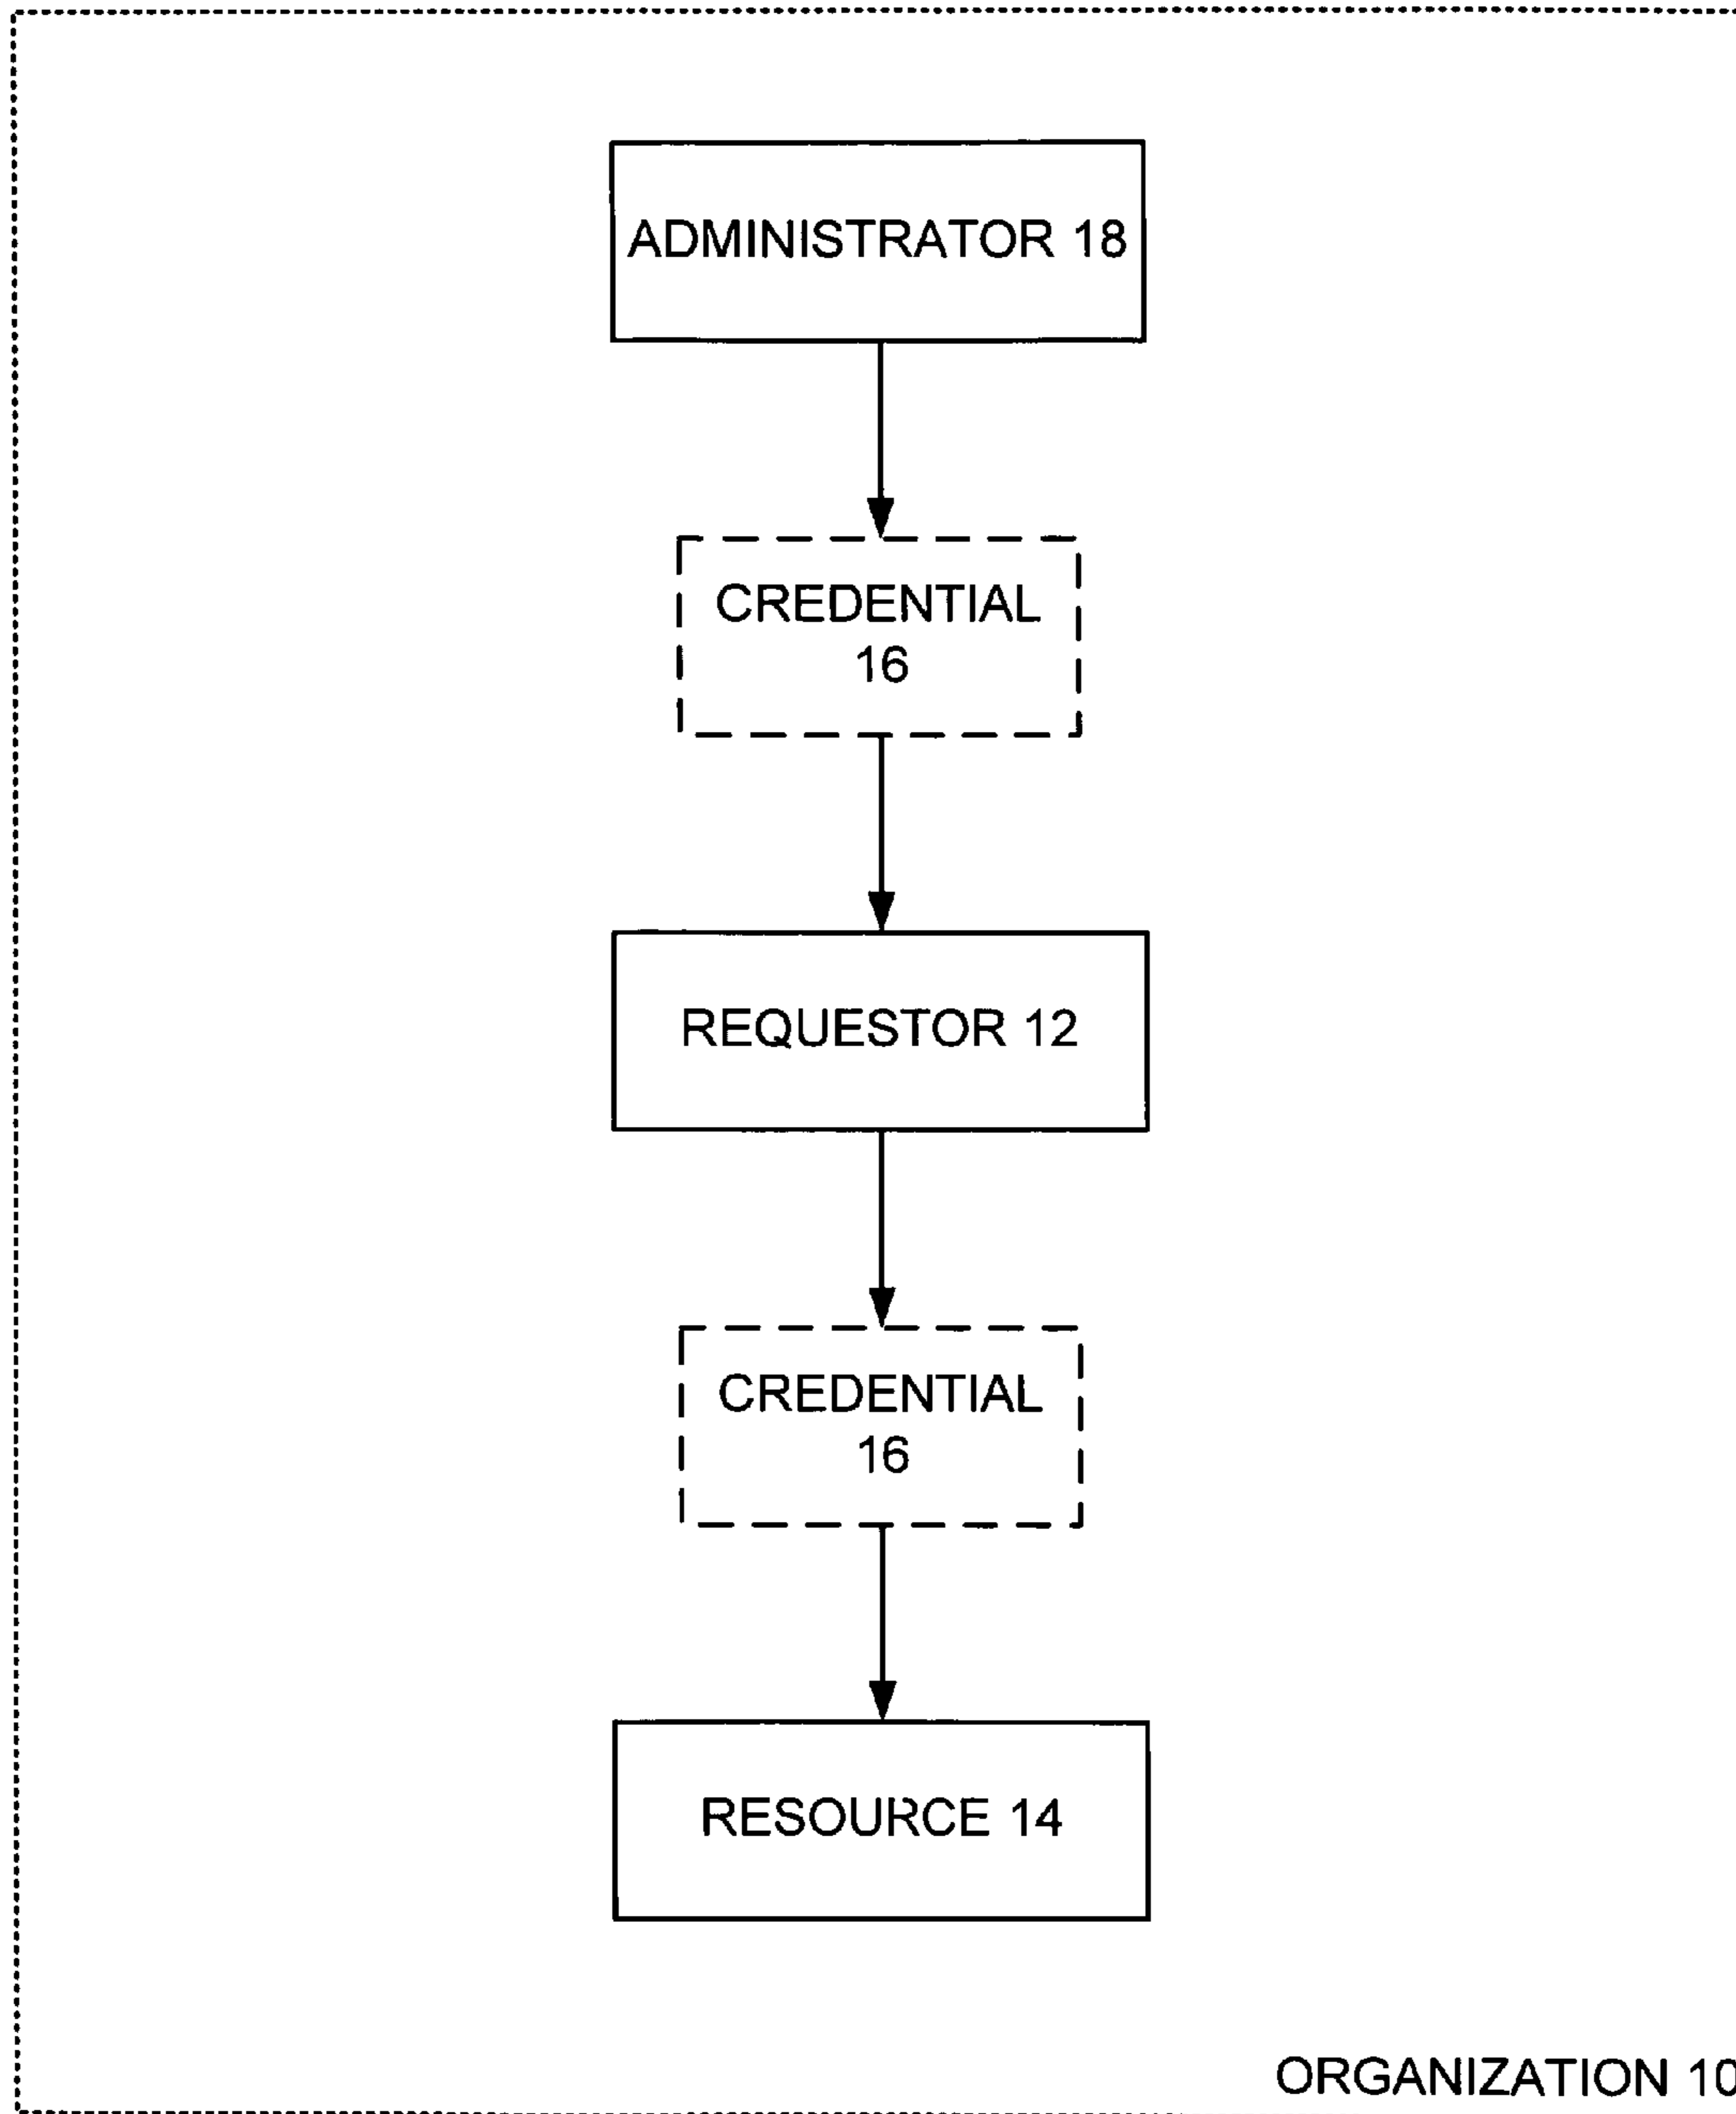 ADMINISTRATOR 18
CREDENTIAL
16
REQUESTOR 12
CREDENTIAL
16
RESOURCE 14
ORGANIZATION 10